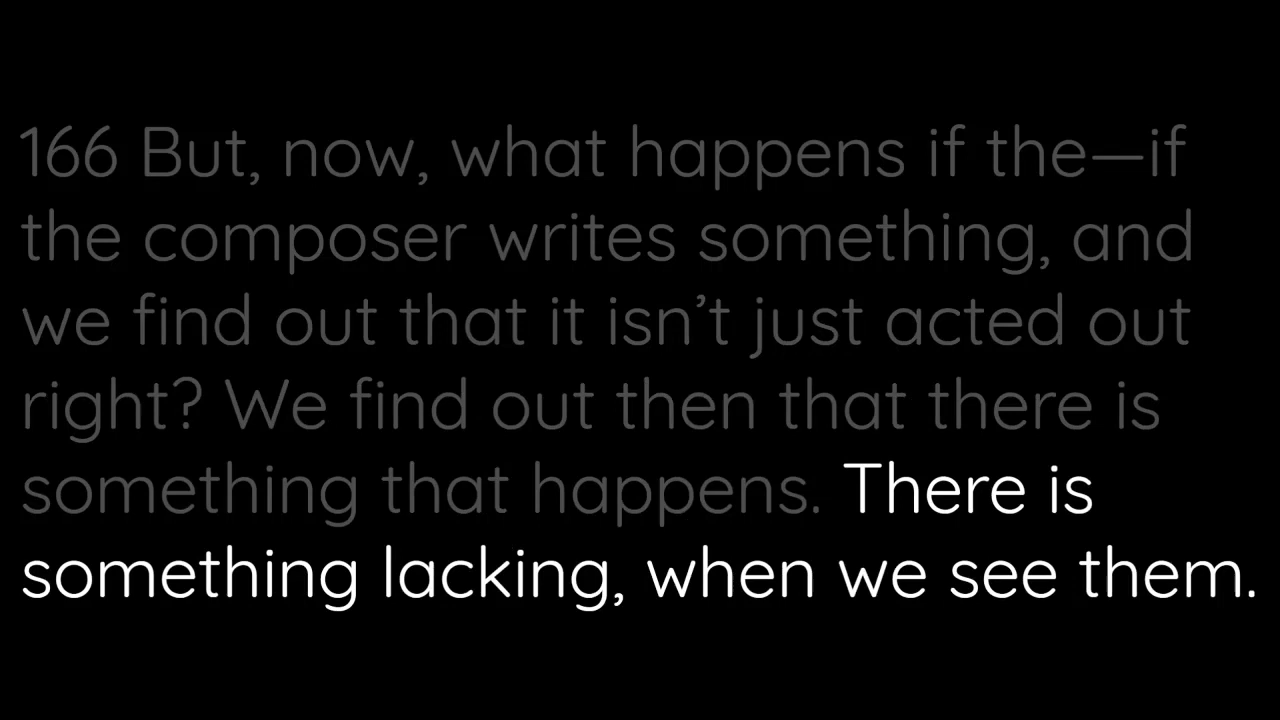 166 But, now, what happens if the—if
the composer writes something, and
we find out that it isn’t just acted out
right? We find out then that there is
something that happens. There is
something lacking, when we see them.